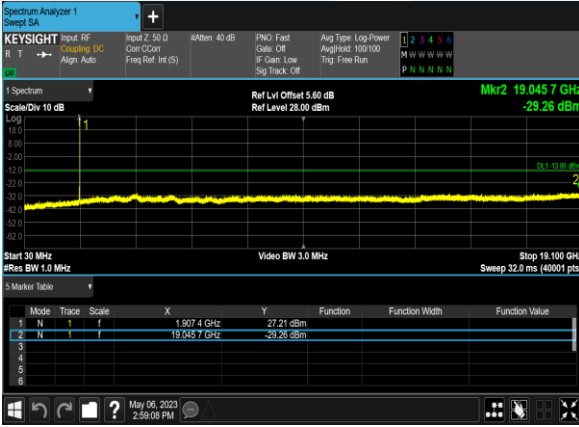 Spectrum Analyzer 1
Swept SA
KEYSIGHT Input: RF Input Z: 50 Ω #Atten: 40 dB PNO: Fast Avg Type: Log-Power 1 2 3 4 5 6
R T Coupling: DC Corr CCorr Gate: Off Avg|Hold: 100/100 M W W W W W
Align: Auto Freq Ref: Int (S) IF Gain: Low Trig: Free Run
LV Sig Track: Off P N N N N N
1 Spectrum Ref Lvl Offset 5.60 dB Mkr2 19.045 7 GHz
Scale/Div 10 dB Ref Level 28.00 dBm -29.26 dBm
Log
1
18.0
8.00
-2.00
-12.0 DL1 -13.00 dBm
2
-22.0
-32.0
-42.0
-52.0
-62.0
Start 30 MHz Video BW 3.0 MHz Stop 19.100 GHz
#Res BW 1.0 MHz Sweep 32.0 ms (40001 pts
5 Marker Table
Mode Trace Scale X Y Function Function Width Function Value
1 N 1 f 1.907 4 GHz 27.21 dBm
2 N 1 f 19.045 7 GHz -29.26 dBm
3
4
5
6
? May 06, 2023
2:59:08 PM